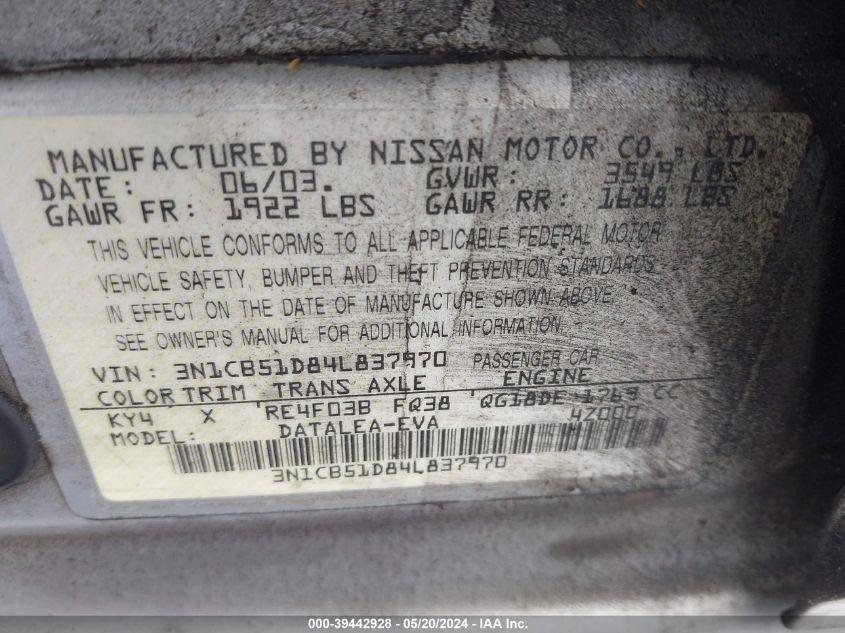 MANUFACTURED BY NISSAN MOTOR CO., LTD.
DATE: 06/03. GVWR: 3549 LBS
GAWR FR: 1922 LBS GAWR RR: 1688 LBS
THIS VEHICLE CONFORMS TO ALL APPLICABLE FEDERAL MOTOR
VEHICLE SAFETY, BUMPER AND THEFT PREVENTION STANDARDS
IN EFFECT ON THE DATE OF MANUFACTURE SHOWN ABOVE.
SEE OWNER'S MANUAL FOR ADDITIONAL INFORMATION.
VIN: 3N1CB51D84L837970 PASSENGER CAR
COLOR TRIM TRANS AXLE ENGINE
KY4 X RE4F03B FQ38 QG18DE 1769 CC
MODEL: DATALEA-EVA 4Z000
3N1CB51D84L837970
000-39442928 - 05/20/2024 - IAA Inc.